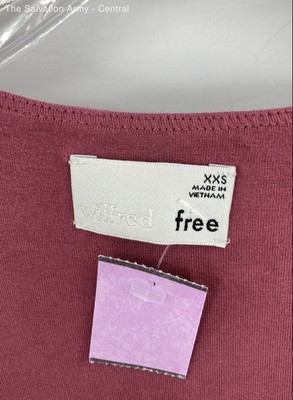 The Salvation Army - Central
XXS
MADE IN
VIETNAM
wilfred free